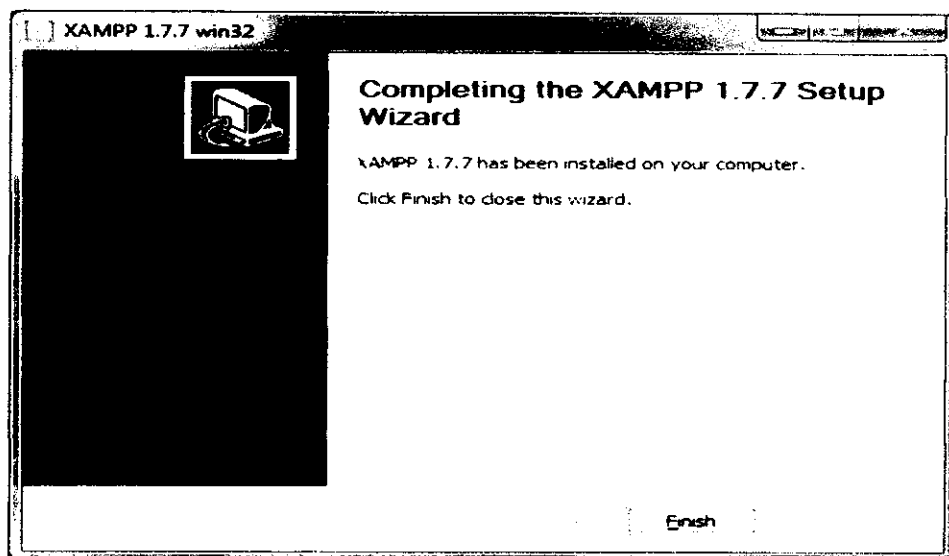 XAMPP 1.7.7 win32
Completing the XAMPP 1.7.7 Setup
Wizard
XAMPP 1.7.7 has been installed on your computer.
Click Finish to close this wizard.
Finish